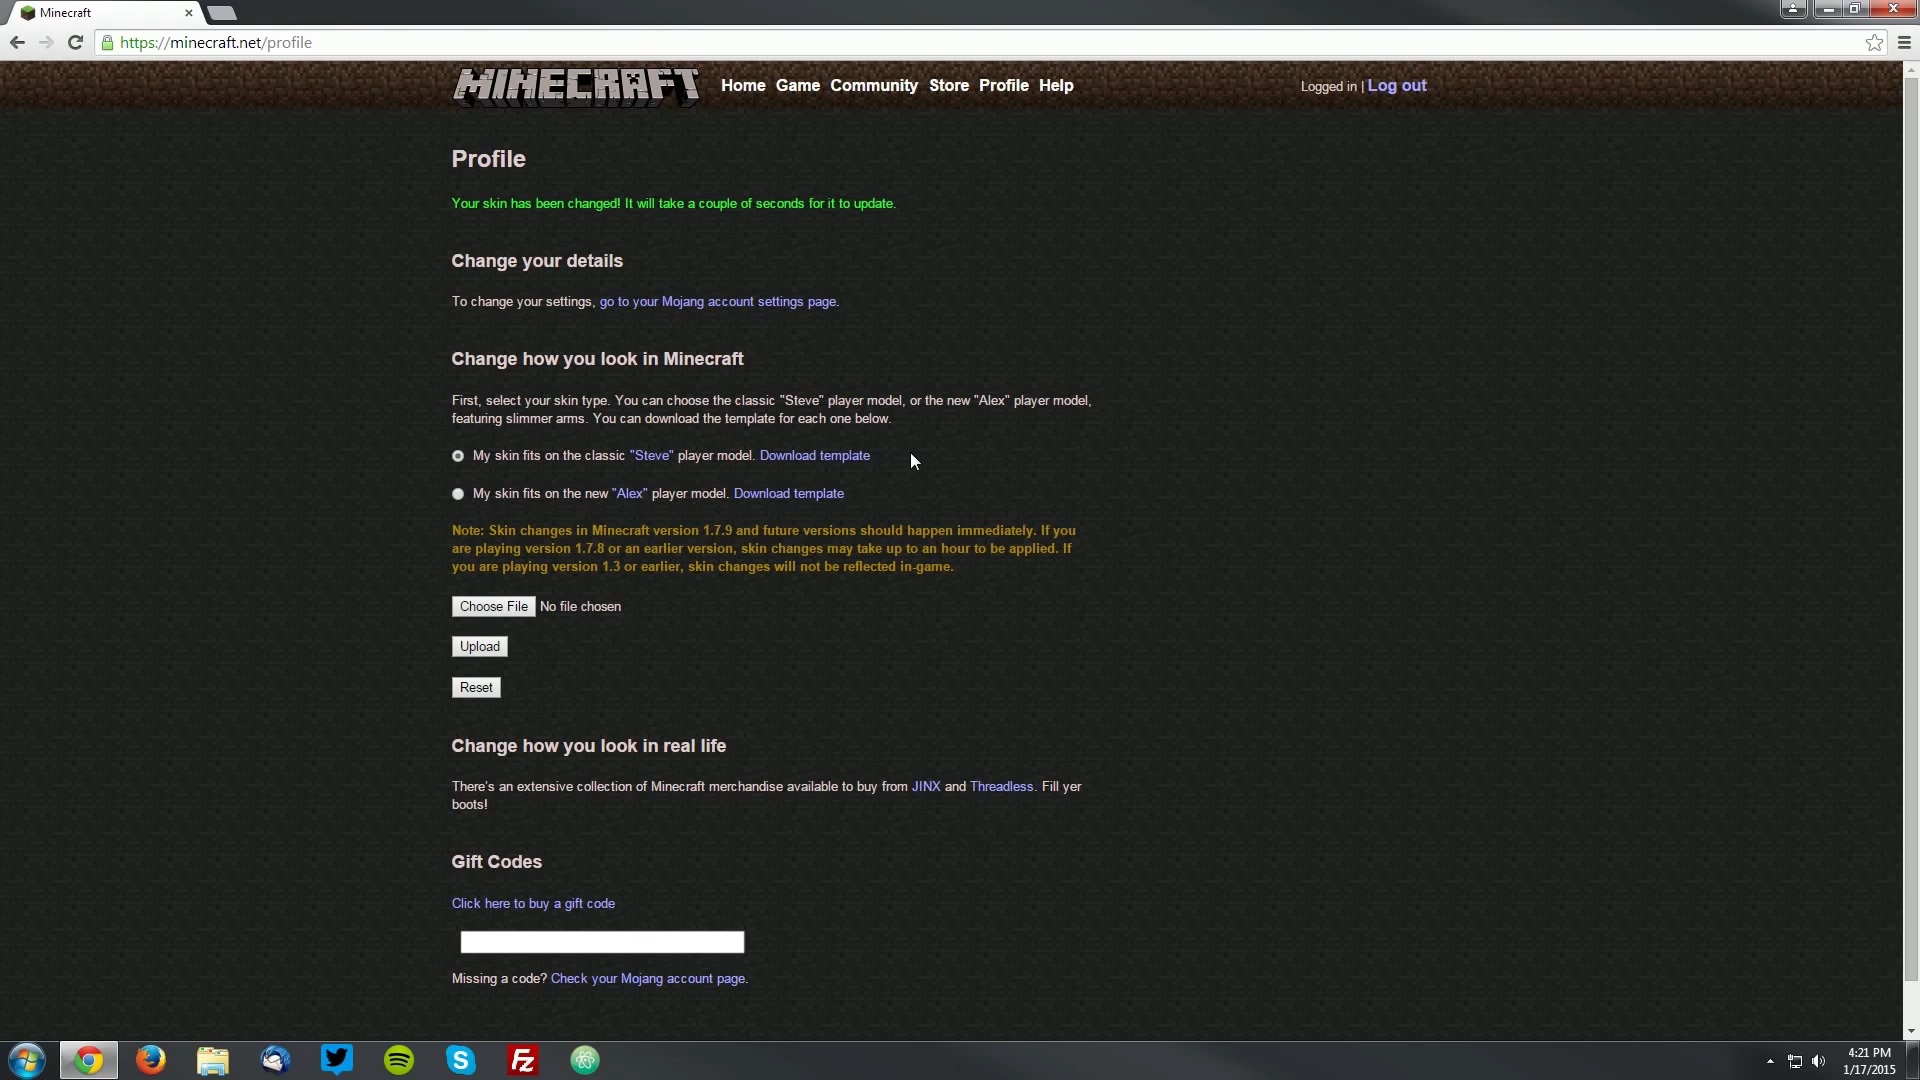 Minecraft
https://minecraft.net/profile
MINECRAFT Home Game Community Store Profile Help Logged in | Log out
Profile
Your skin has been changed! It will take a couple of seconds for it to update.
Change your details
To change your settings, go to your Mojang account settings page.
Change how you look in Minecraft
First, select your skin type. You can choose the classic "Steve" player model, or the new "Alex" player model,
featuring slimmer arms. You can download the template for each one below.
My skin fits on the classic "Steve" player model. Download template
My skin fits on the new "Alex" player model. Download template
Note: Skin changes in Minecraft version 1.7.9 and future versions should happen immediately. If you
are playing version 1.7.8 or an earlier version, skin changes may take up to an hour to be applied. If
you are playing version 1.3 or earlier, skin changes will not be reflected in-game.
Choose File No file chosen
Upload
Reset
Change how you look in real life
There's an extensive collection of Minecraft merchandise available to buy from JINX and Threadless. Fill yer
boots!
Gift Codes
Click here to buy a gift code
Missing a code? Check your Mojang account page.
S Fz
4:21 PM
1/17/2015